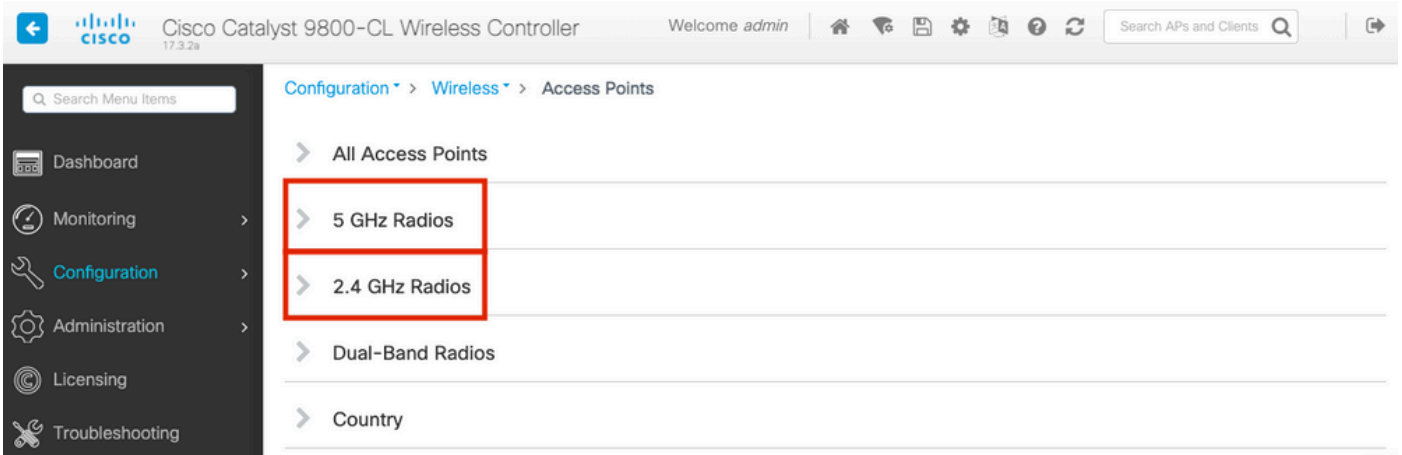 CISCO
Cisco Catalyst 9800-CL Wireless Controller
17.3.2a
Welcome admin
Search APs and Clients
Search Menu Items
Dashboard
Monitoring
Configuration
Administration
Licensing
Troubleshooting
Configuration > Wireless > Access Points
All Access Points
5 GHz Radios
2.4 GHz Radios
Dual-Band Radios
Country